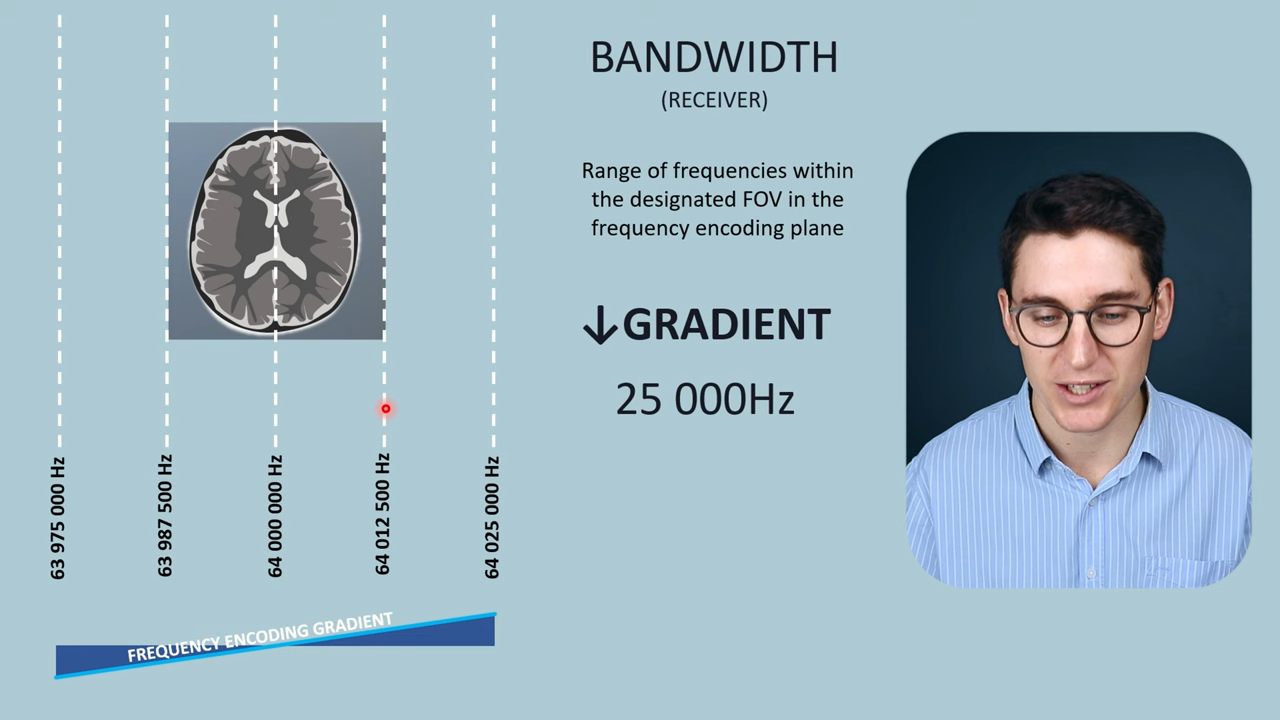 BANDWIDTH
(RECEIVER)
Range of frequencies within
the designated FOV in the
frequency encoding plane
↓GRADIENT
25 000Hz
63 975 000 Hz
63 987 500 Hz
64 000 000 Hz
64 012 500 Hz
64 025 000 Hz
FREQUENCY ENCODING GRADIENT